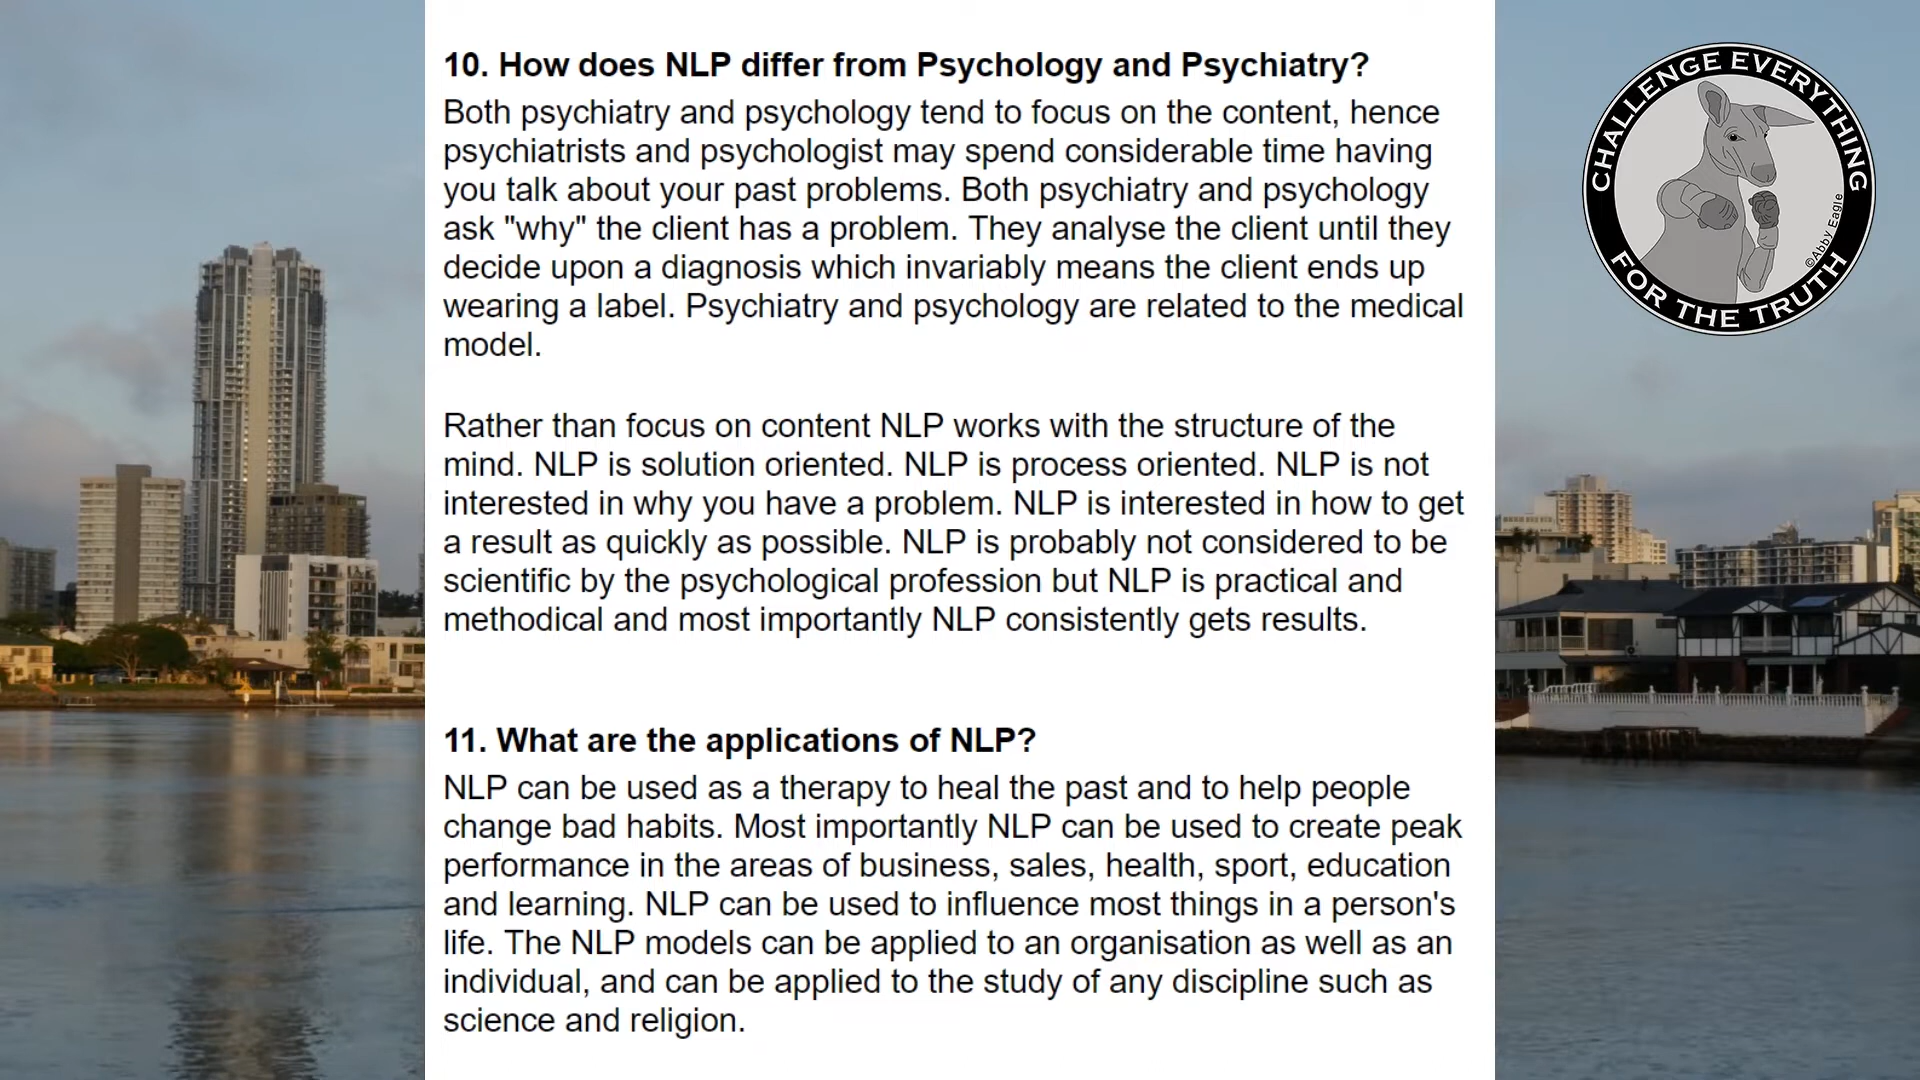 10. How does NLP differ from Psychology and Psychiatry?
Both psychiatry and psychology tend to focus on the content, hence
psychiatrists and psychologist may spend considerable time having
you talk about your past problems. Both psychiatry and psychology
ask "why" the client has a problem. They analyse the client until they
decide upon a diagnosis which invariably means the client ends up
wearing a label. Psychiatry and psychology are related to the medical
model.
Rather than focus on content NLP works with the structure of the
mind. NLP is solution oriented. NLP is process oriented. NLP is not
interested in why you have a problem. NLP is interested in how to get
a result as quickly as possible. NLP is probably not considered to be
scientific by the psychological profession but NLP is practical and
methodical and most importantly NLP consistently gets results.
11. What are the applications of NLP?
NLP can be used as a therapy to heal the past and to help people
change bad habits. Most importantly NLP can be used to create peak
performance in the areas of business, sales, health, sport, education
and learning. NLP can be used to influence most things in a person's
life. The NLP models can be applied to an organisation as well as an
individual, and can be applied to the study of any discipline such as
science and religion.
CHALLENGE EVERYTHING
FOR THE TRUTH
©Abby Eagle